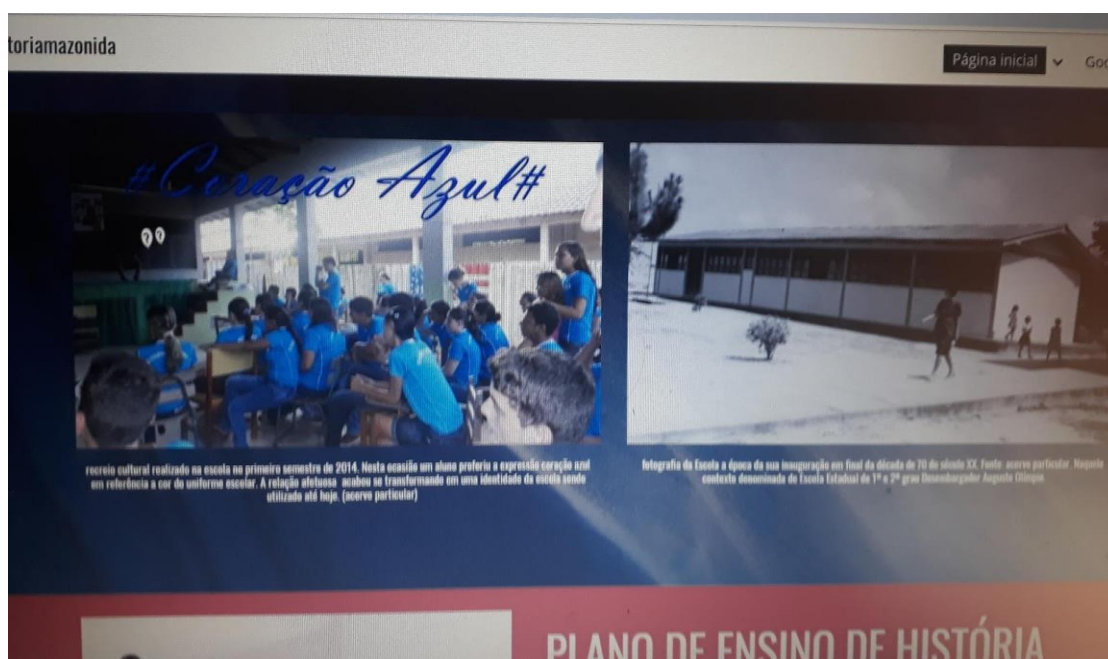 toriamazonida
Página inicial
Goo
#Coração Azul#
recreio cultural realizado na escola no primeiro semestre de 2014. Nesta ocasião um aluno proferiu a expressão coração azul
em referência a cor do uniforme escolar. A relação afetuosa acabou se transformando em uma identidade da escola sendo
utilizado até hoje. (acervo particular)
fotografia da Escola a época da sua inauguração em final da década de 70 do século XX. Fonte: acervo particular. Naquele
contexto denominado de Escola Estadual de 1º e 2º grau Desembargador Augusto Olímpio.
PLANO DE ENSINO DE HISTÓRIA